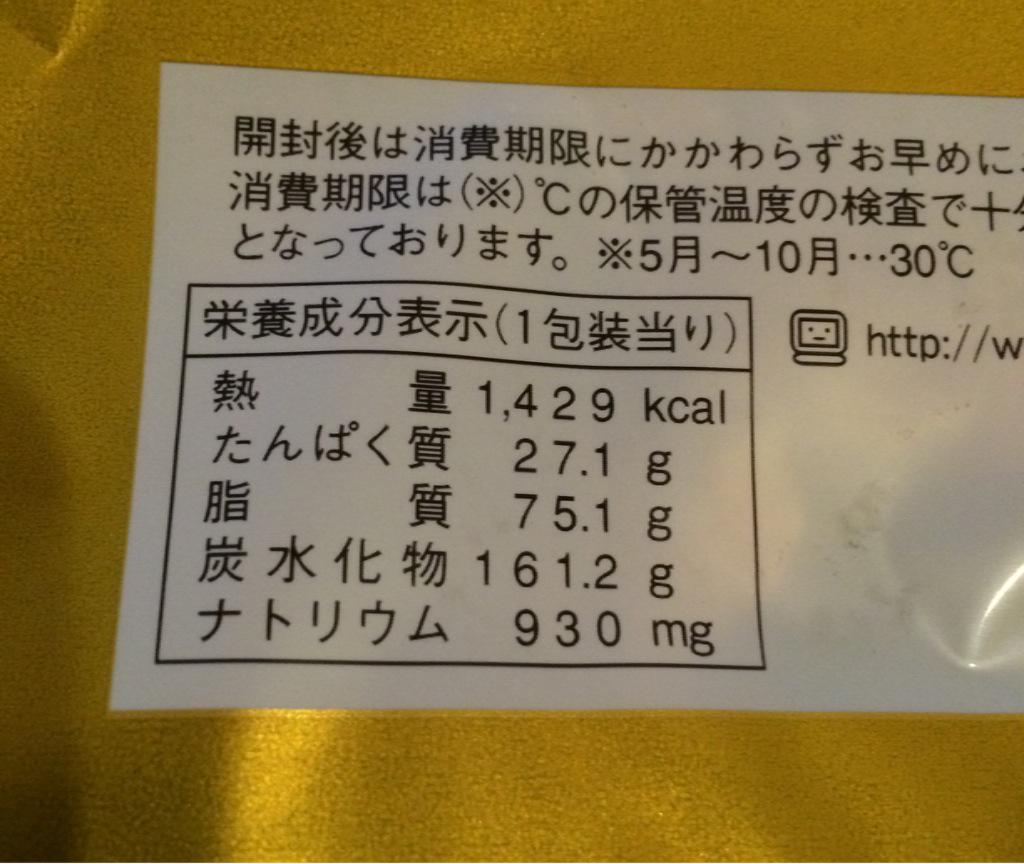 開封後は消費期限にかかわらずお早めに
消費期限は(※)℃の保管温度の検査で十分
となっております。※5月〜10月…30℃
栄養成分表示(1包装当り)
http://w
熱量 1,429 kcal
たんぱく質 27.1 g
脂質 75.1 g
炭水化物 161.2 g
ナトリウム 930 mg